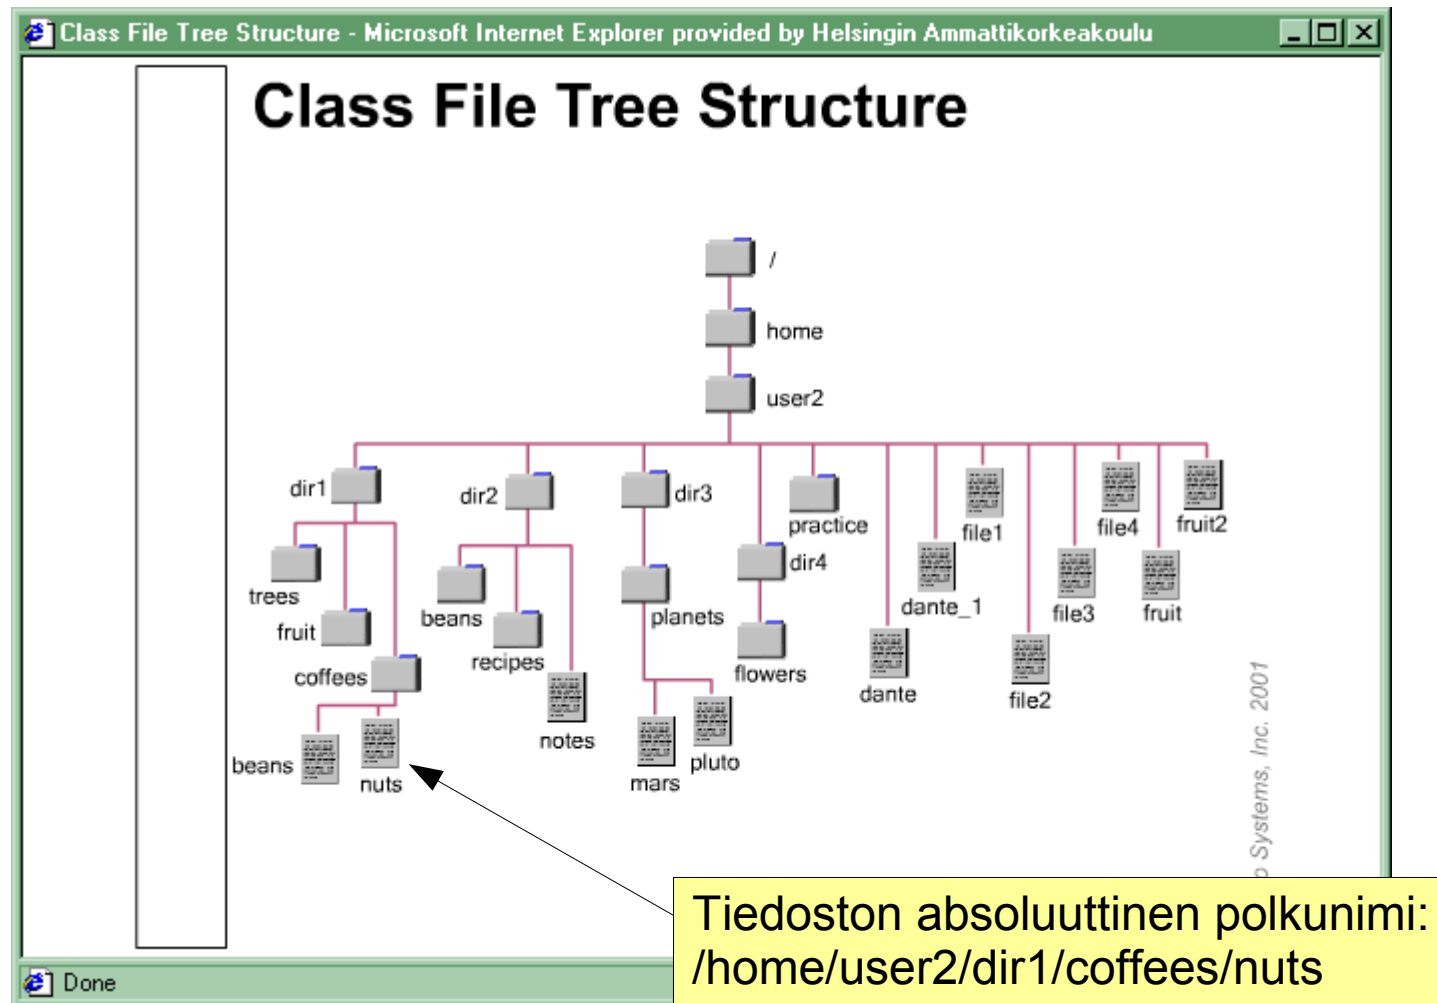 Class File Tree Structure - Microsoft Internet Explorer provided by Helsingin Ammattikorkeakoulu
Class File Tree Structure
/
home
user2
dir1
dir2
dir3
practice
file1
file4
fruit2
dir4
trees
beans
planets
dante_1
file3
fruit
fruit
recipes
coffees
flowers
dante
file2
notes
beans
nuts
mars
pluto
Systems, Inc. 2001
Tiedoston absoluuttinen polkunimi:
/home/user2/dir1/coffees/nuts
Done